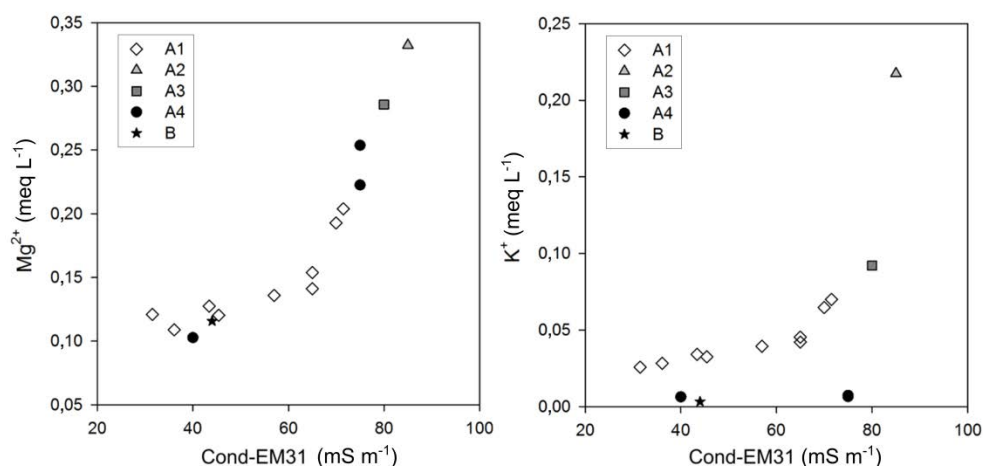 0,35
0,30
0,25
0,20
0,15
0,10
0,05
Mg²⁺ (meq L⁻¹)
A1
A2
A3
A4
B
20 40 60 80 100
Cond-EM31 (mS m⁻¹)
0,25
0,20
0,15
0,10
0,05
0,00
K⁺ (meq L⁻¹)
A1
A2
A3
A4
B
20 40 60 80 100
Cond-EM31 (mS m⁻¹)